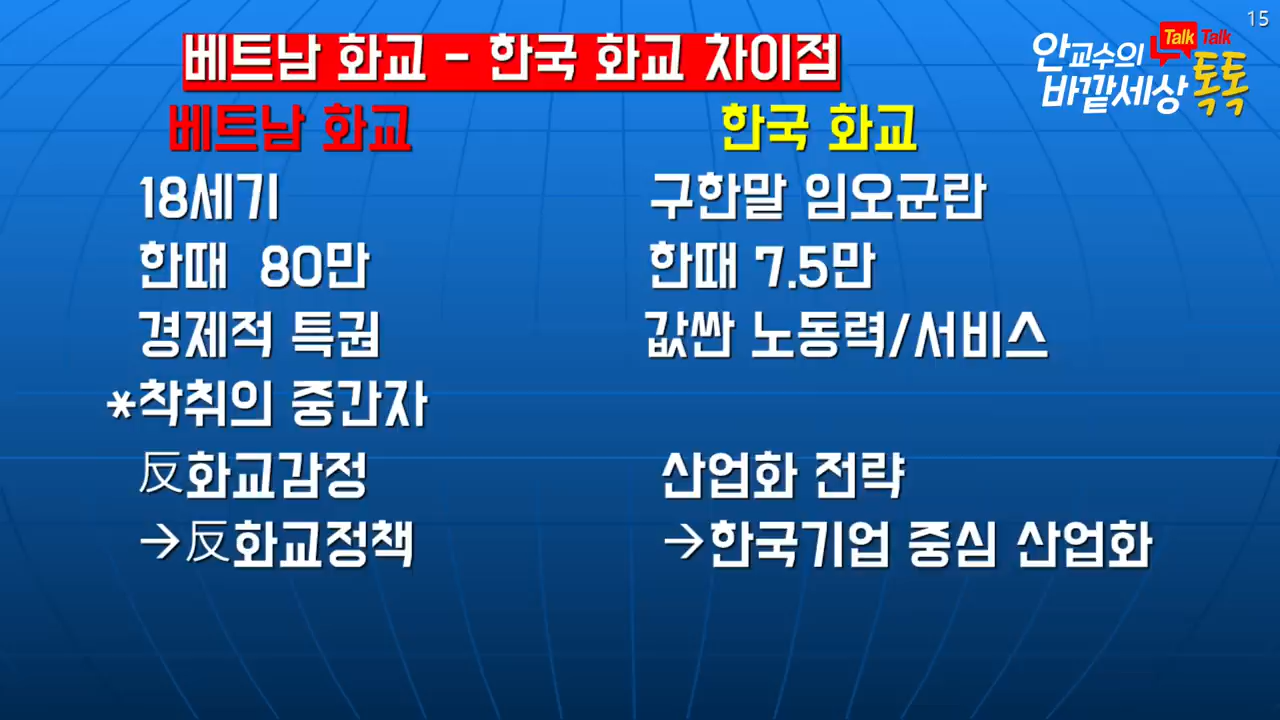 15
안교수의 Talk Talk
바깥세상 톡톡
베트남 화교 - 한국 화교 차이점
베트남 화교 한국 화교
18세기 구한말 임오군란
한때 80만 한때 7.5만
경제적 특권 값싼 노동력/서비스
*착취의 중간자
反화교감정 산업화 전략
→反화교정책 →한국기업 중심 산업화